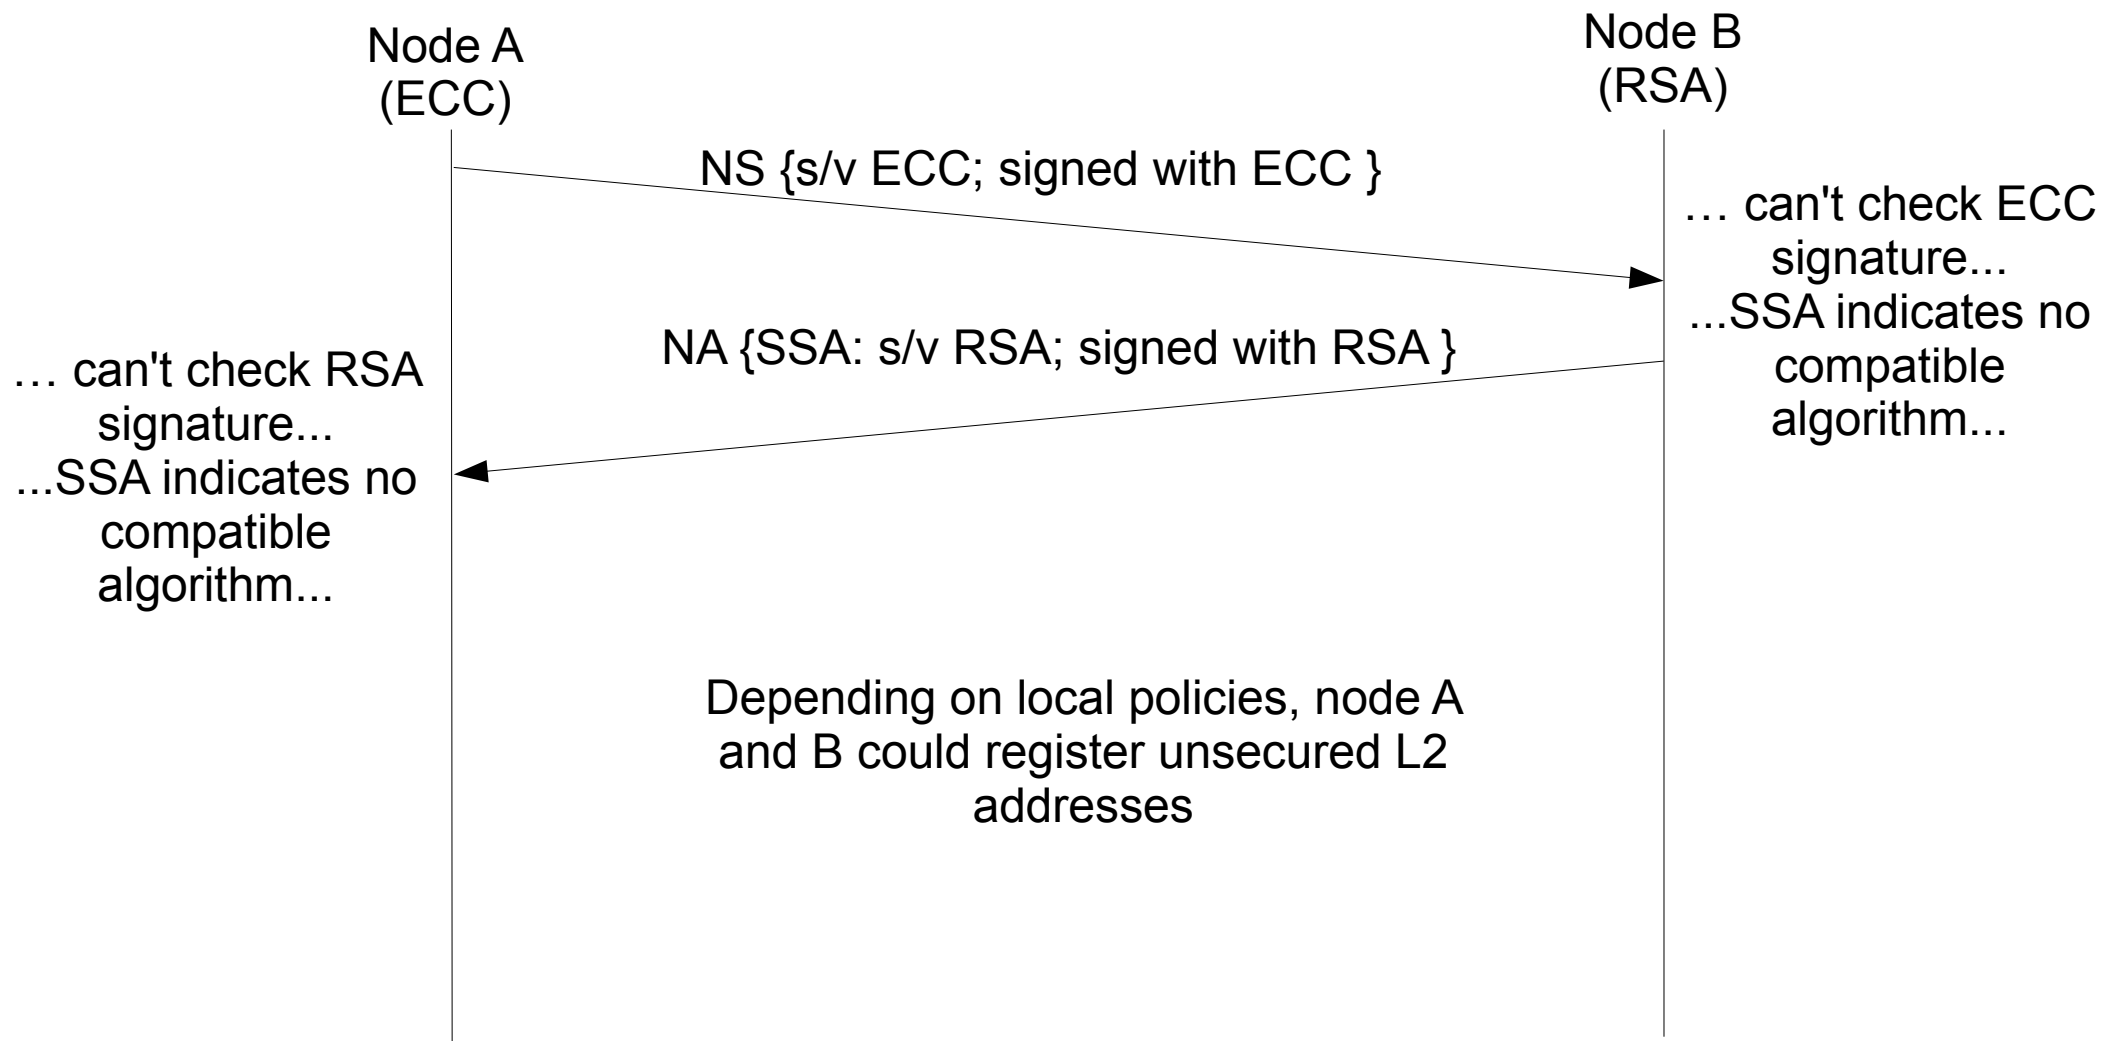 Node A
(ECC)
Node B
(RSA)
NS {s/v ECC; signed with ECC }
… can't check ECC
signature...
...SSA indicates no
compatible
algorithm...
NA {SSA: s/v RSA; signed with RSA }
… can't check RSA
signature...
...SSA indicates no
compatible
algorithm...
Depending on local policies, node A
and B could register unsecured L2
addresses